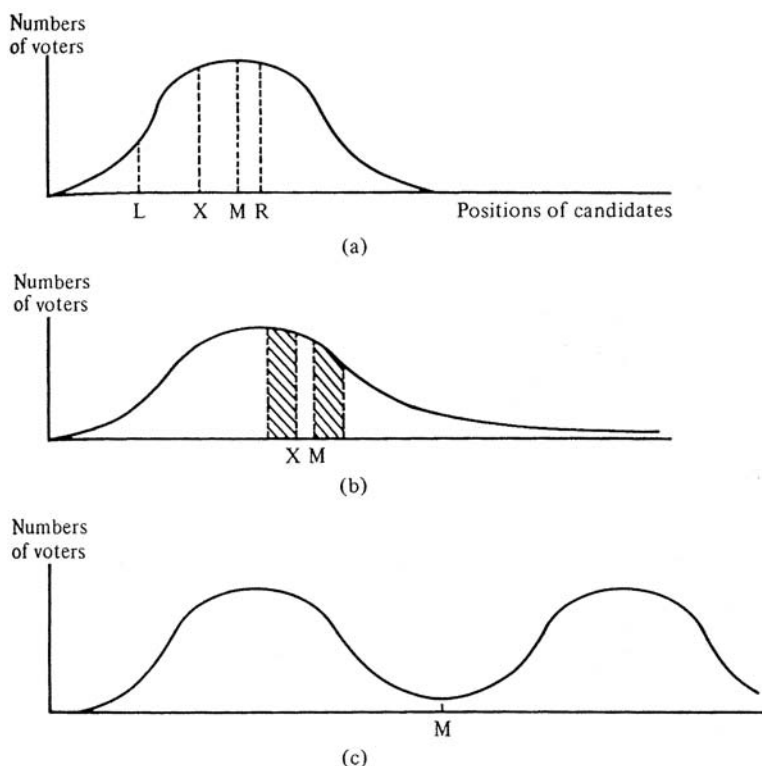 Numbers
of voters
L X M R Positions of candidates
(a)
Numbers
of voters
X M
(b)
Numbers
of voters
M
(c)